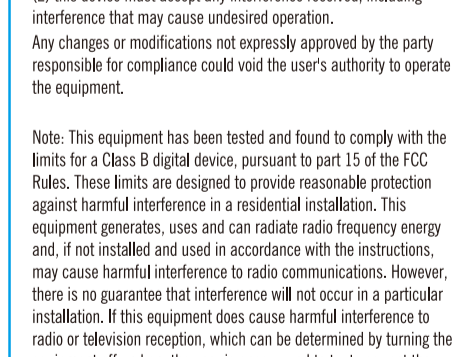 interference that may cause undesired operation.
Any changes or modifications not expressly approved by the party
responsible for compliance could void the user's authority to operate
the equipment.
Note: This equipment has been tested and found to comply with the
limits for a Class B digital device, pursuant to part 15 of the FCC
Rules. These limits are designed to provide reasonable protection
against harmful interference in a residential installation. This
equipment generates, uses and can radiate radio frequency energy
and, if not installed and used in accordance with the instructions,
may cause harmful interference to radio communications. However,
there is no guarantee that interference will not occur in a particular
installation. If this equipment does cause harmful interference to
radio or television reception, which can be determined by turning the